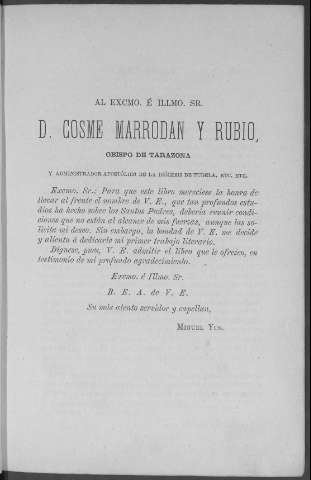 AL EXCMO. É ILLMO. SR.
D. COSME MARRODAN Y RUBIO,
OBISPO DE TARAZONA
Y ADMINISTRADOR APOSTÓLICO DE LA DIÓCESIS DE TUDELA, ETC. ETC.
Excmo. Sr.: Para que este libro mereciese la honra de
llevar al frente el nombre de V. E., que tan profundos estu-
dios ha hecho sobre los Santos Padres, debería reunir condi-
ciones que no están al alcance de mis fuerzas, aunque las so-
licite mi deseo. Sin embargo, la bondad de V. E. me decide
y alienta á dedicarle mi primer trabajo literario.
Dígnese, pues, V. E. admitir el libro que le ofrezco, en
testimonio de mi profundo agradecimiento.
Excmo. é Illmo. Sr.
B. E. A. de V. E.
Su más atento servidor y capellan,
MIGUEL YUS.